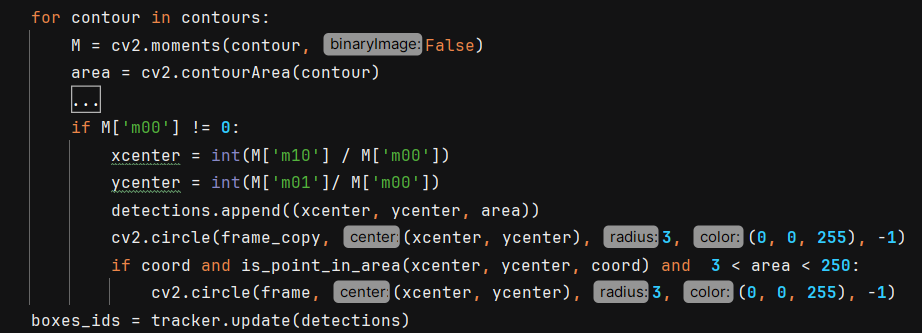 for contour in contours:
M = cv2.moments(contour, binaryImage: False)
area = cv2.contourArea(contour)
...
if M['m00'] != 0:
xcenter = int(M['m10'] / M['m00'])
ycenter = int(M['m01']/ M['m00'])
detections.append((xcenter, ycenter, area))
cv2.circle(frame_copy, center: (xcenter, ycenter), radius: 3, color: (0, 0, 255), -1)
if coord and is_point_in_area(xcenter, ycenter, coord) and  3 < area < 250:
cv2.circle(frame, center: (xcenter, ycenter), radius: 3, color: (0, 0, 255), -1)
boxes_ids = tracker.update(detections)